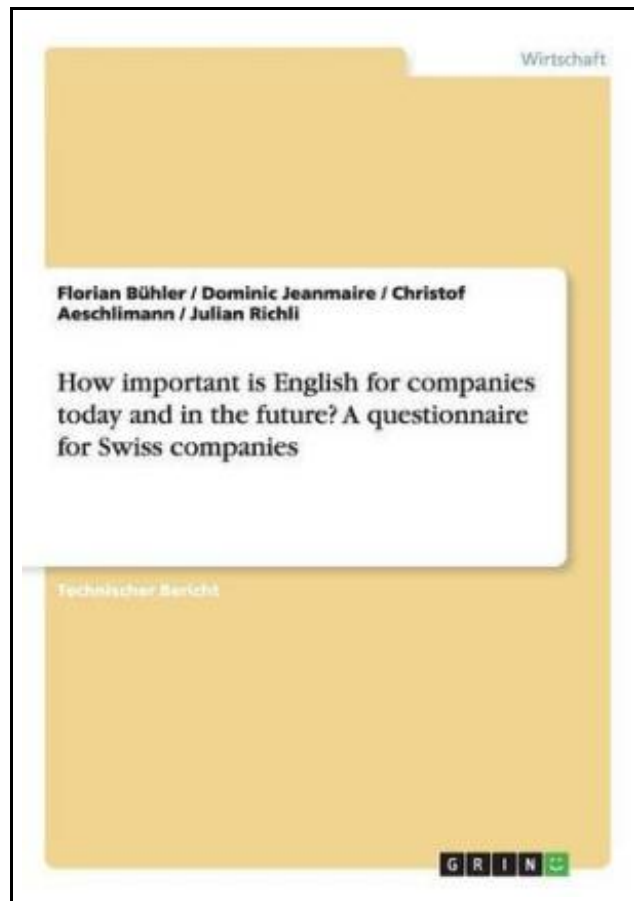 Wirtschaft
Florian Bühler / Dominic Jeanmaire / Christof
Aeschlimann / Julian Richli
How important is English for companies
today and in the future? A questionnaire
for Swiss companies
Technischer Bericht
GRIN